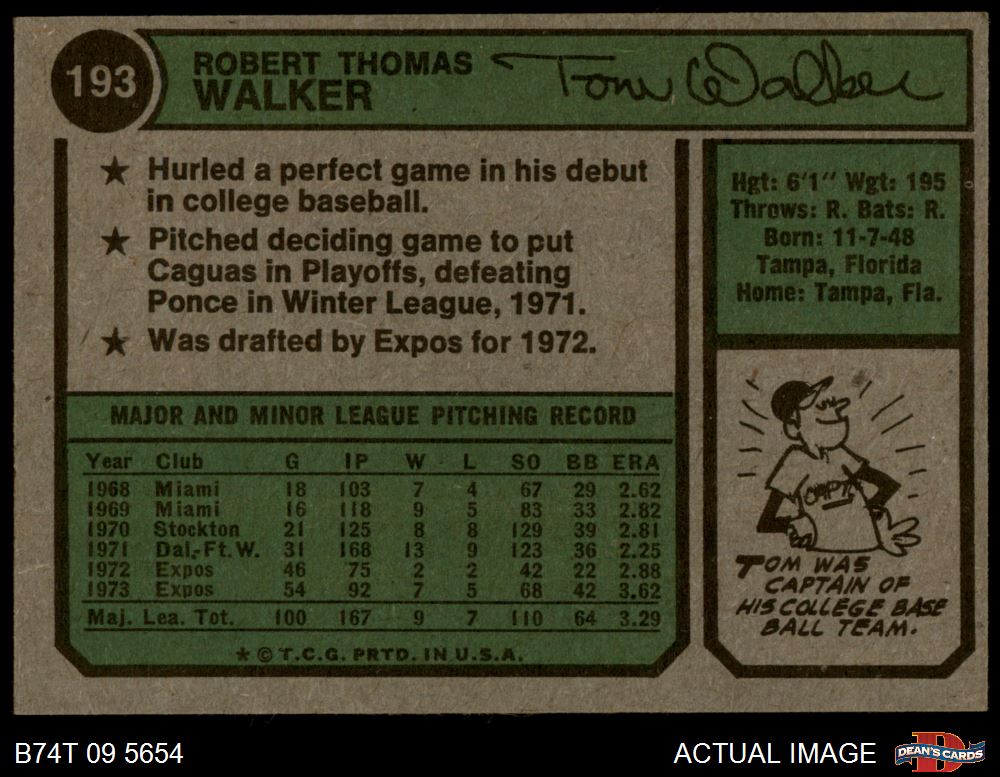 193
ROBERT THOMAS
WALKER
Tom Walker
★ Hurled a perfect game in his debut
in college baseball.
★ Pitched deciding game to put
Caguas in Playoffs, defeating
Ponce in Winter League, 1971.
★ Was drafted by Expos for 1972.
Hgt: 6'1" Wgt: 195
Throws: R. Bats: R.
Born: 11-7-48
Tampa, Florida
Home: Tampa, Fla.
MAJOR AND MINOR LEAGUE PITCHING RECORD
Year Club G IP W L SO BB ERA
1968 Miami 18 103 7 4 67 29 2.62
1969 Miami 16 118 9 5 83 33 2.82
1970 Stockton 21 125 8 8 129 39 2.81
1971 Dal.-Ft. W. 31 168 13 9 123 36 2.25
1972 Expos 46 75 2 2 42 22 2.88
1973 Expos 54 92 7 5 68 42 3.62
Maj. Lea. Tot. 100 167 9 7 110 64 3.29
★ © T.C.G. PRTD. IN U.S.A.
CAPT.
TOM WAS
CAPTAIN OF
HIS COLLEGE BASE
BALL TEAM.
B74T 09 5654
ACTUAL IMAGE
D
DEAN'S CARDS